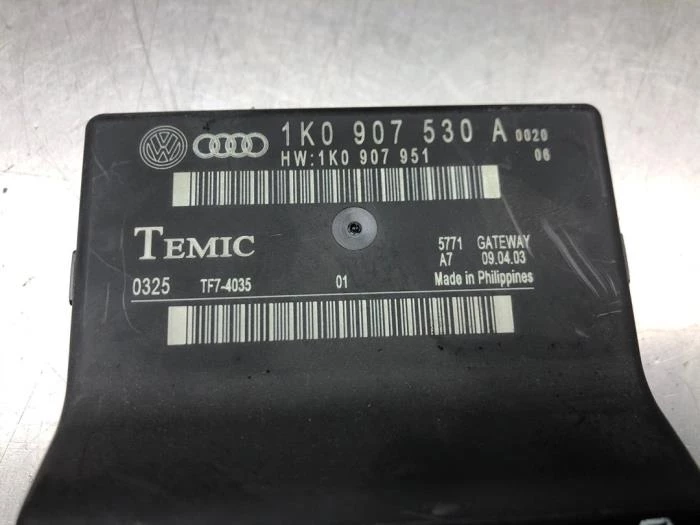 1K0 907 530 A 0020
HW:1K0 907 951 06
TEMIC
5771 GATEWAY
A7 09.04.03
0325 TF7-4035 01 Made in Philippines